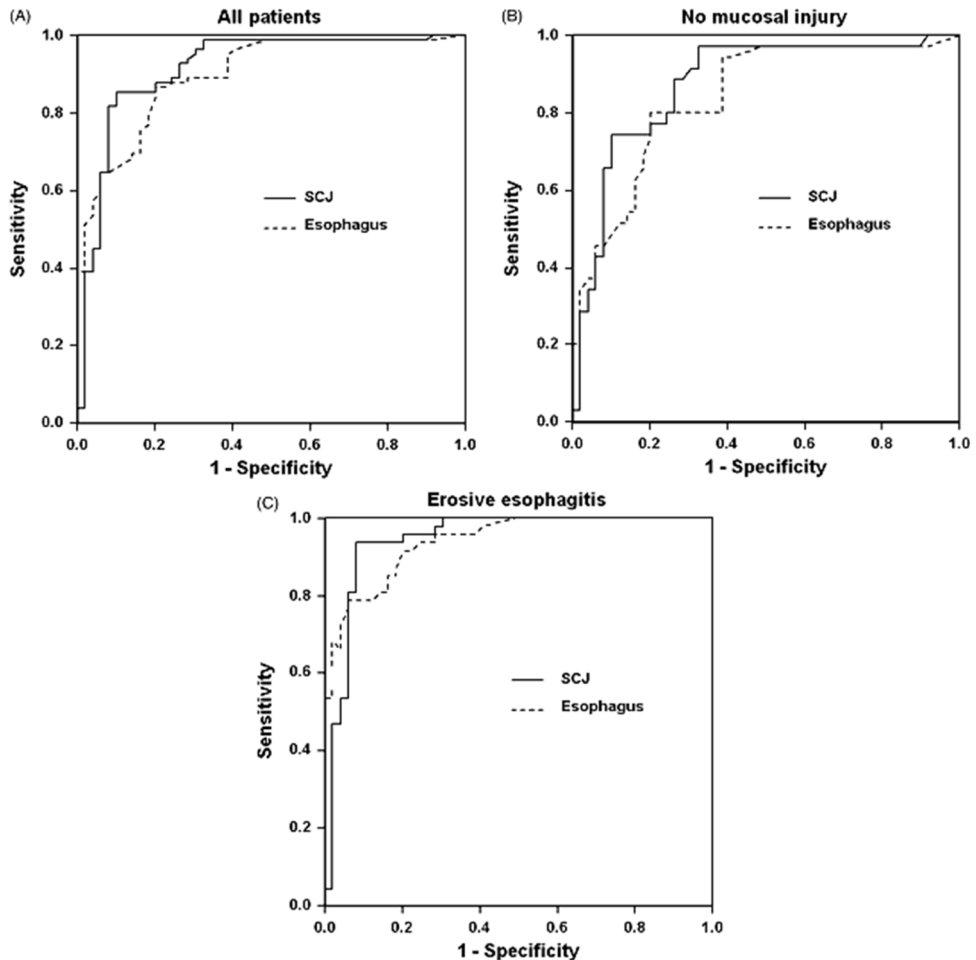 (A)
All patients
1.0
0.8
0.6
0.4
0.2
0.0
Sensitivity
SCJ
Esophagus
0.0 0.2 0.4 0.6 0.8 1.0
1 - Specificity
(B)
No mucosal injury
1.0
0.8
0.6
0.4
0.2
0.0
Sensitivity
SCJ
Esophagus
0.0 0.2 0.4 0.6 0.8 1.0
1 - Specificity
(C)
Erosive esophagitis
1.0
0.8
0.6
0.4
0.2
0.0
Sensitivity
SCJ
Esophagus
0.0 0.2 0.4 0.6 0.8 1.0
1 - Specificity